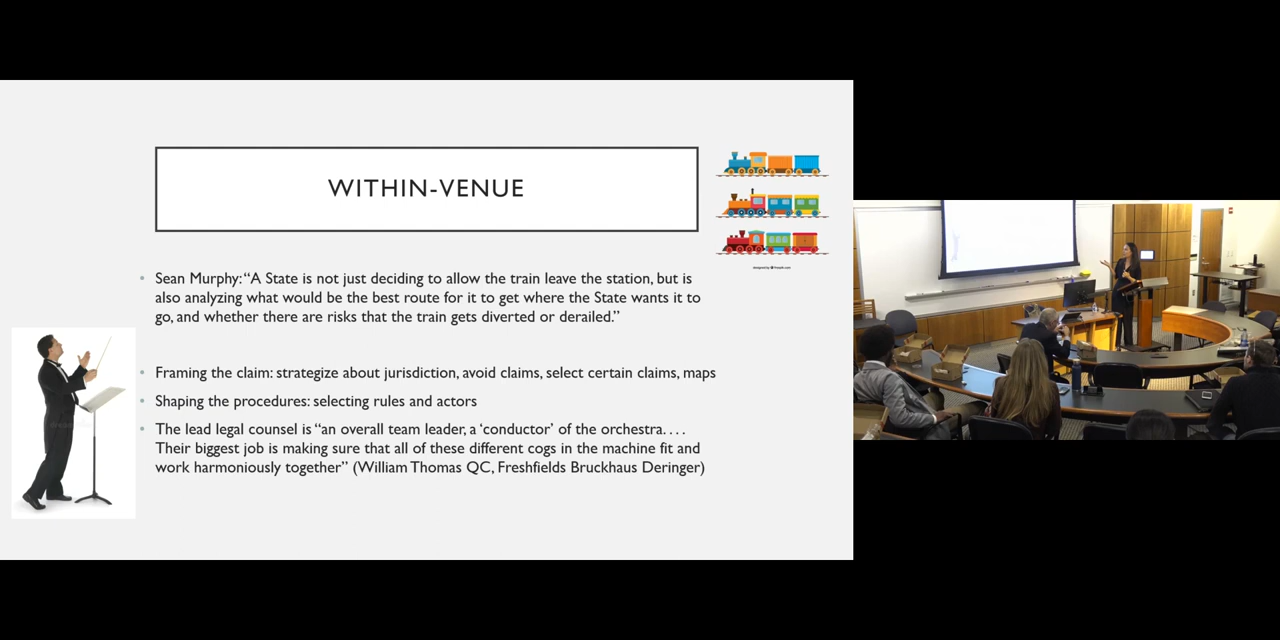 WITHIN-VENUE
designed by freepik.com
Sean Murphy: “A State is not just deciding to allow the train leave the station, but is
also analyzing what would be the best route for it to get where the State wants it to
go, and whether there are risks that the train gets diverted or derailed.”
Framing the claim: strategize about jurisdiction, avoid claims, select certain claims, maps
Shaping the procedures: selecting rules and actors
The lead legal counsel is “an overall team leader, a ‘conductor’ of the orchestra. . . .
Their biggest job is making sure that all of these different cogs in the machine fit and
work harmoniously together” (William Thomas QC, Freshfields Bruckhaus Deringer)